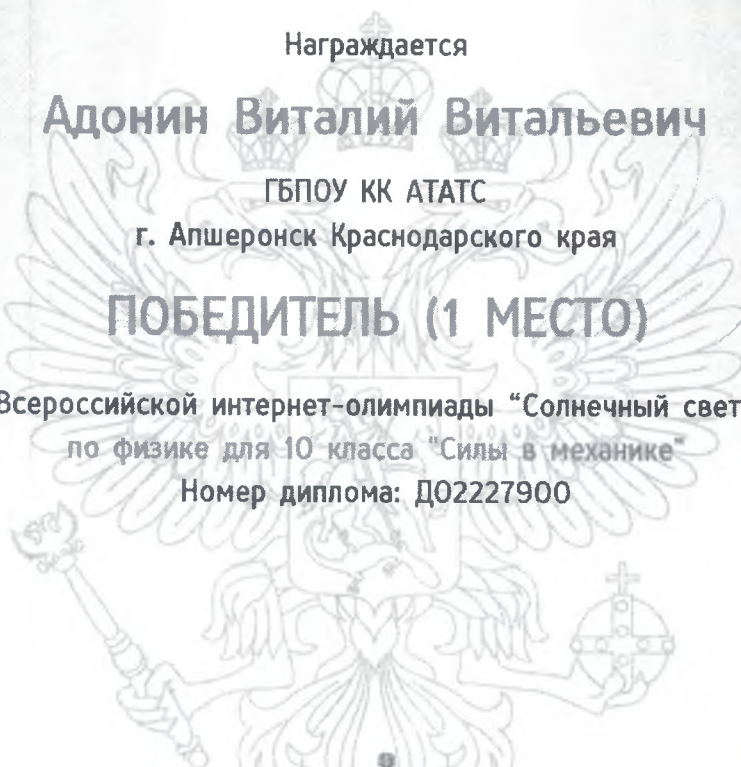 Награждается
Адонин Виталий Витальевич
ГБПОУ КК АТАТС
г. Апшеронск Краснодарского края
ПОБЕДИТЕЛЬ (1 МЕСТО)
Всероссийской интернет-олимпиады “Солнечный свет
по физике для 10 класса "Силы в механике"
Номер диплома: ДО2227900